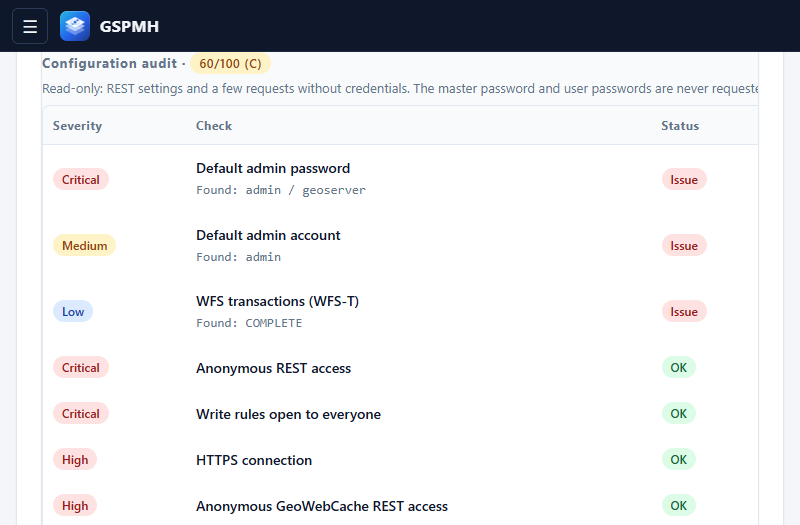 GSPMH
Configuration audit · 60/100 (C)
Read-only: REST settings and a few requests without credentials. The master password and user passwords are never requeste
Severity Check Status
Critical Default admin password Issue
Found: admin / geoserver
Medium Default admin account Issue
Found: admin
Low WFS transactions (WFS-T) Issue
Found: COMPLETE
Critical Anonymous REST access OK
Critical Write rules open to everyone OK
High HTTPS connection OK
High Anonymous GeoWebCache REST access OK